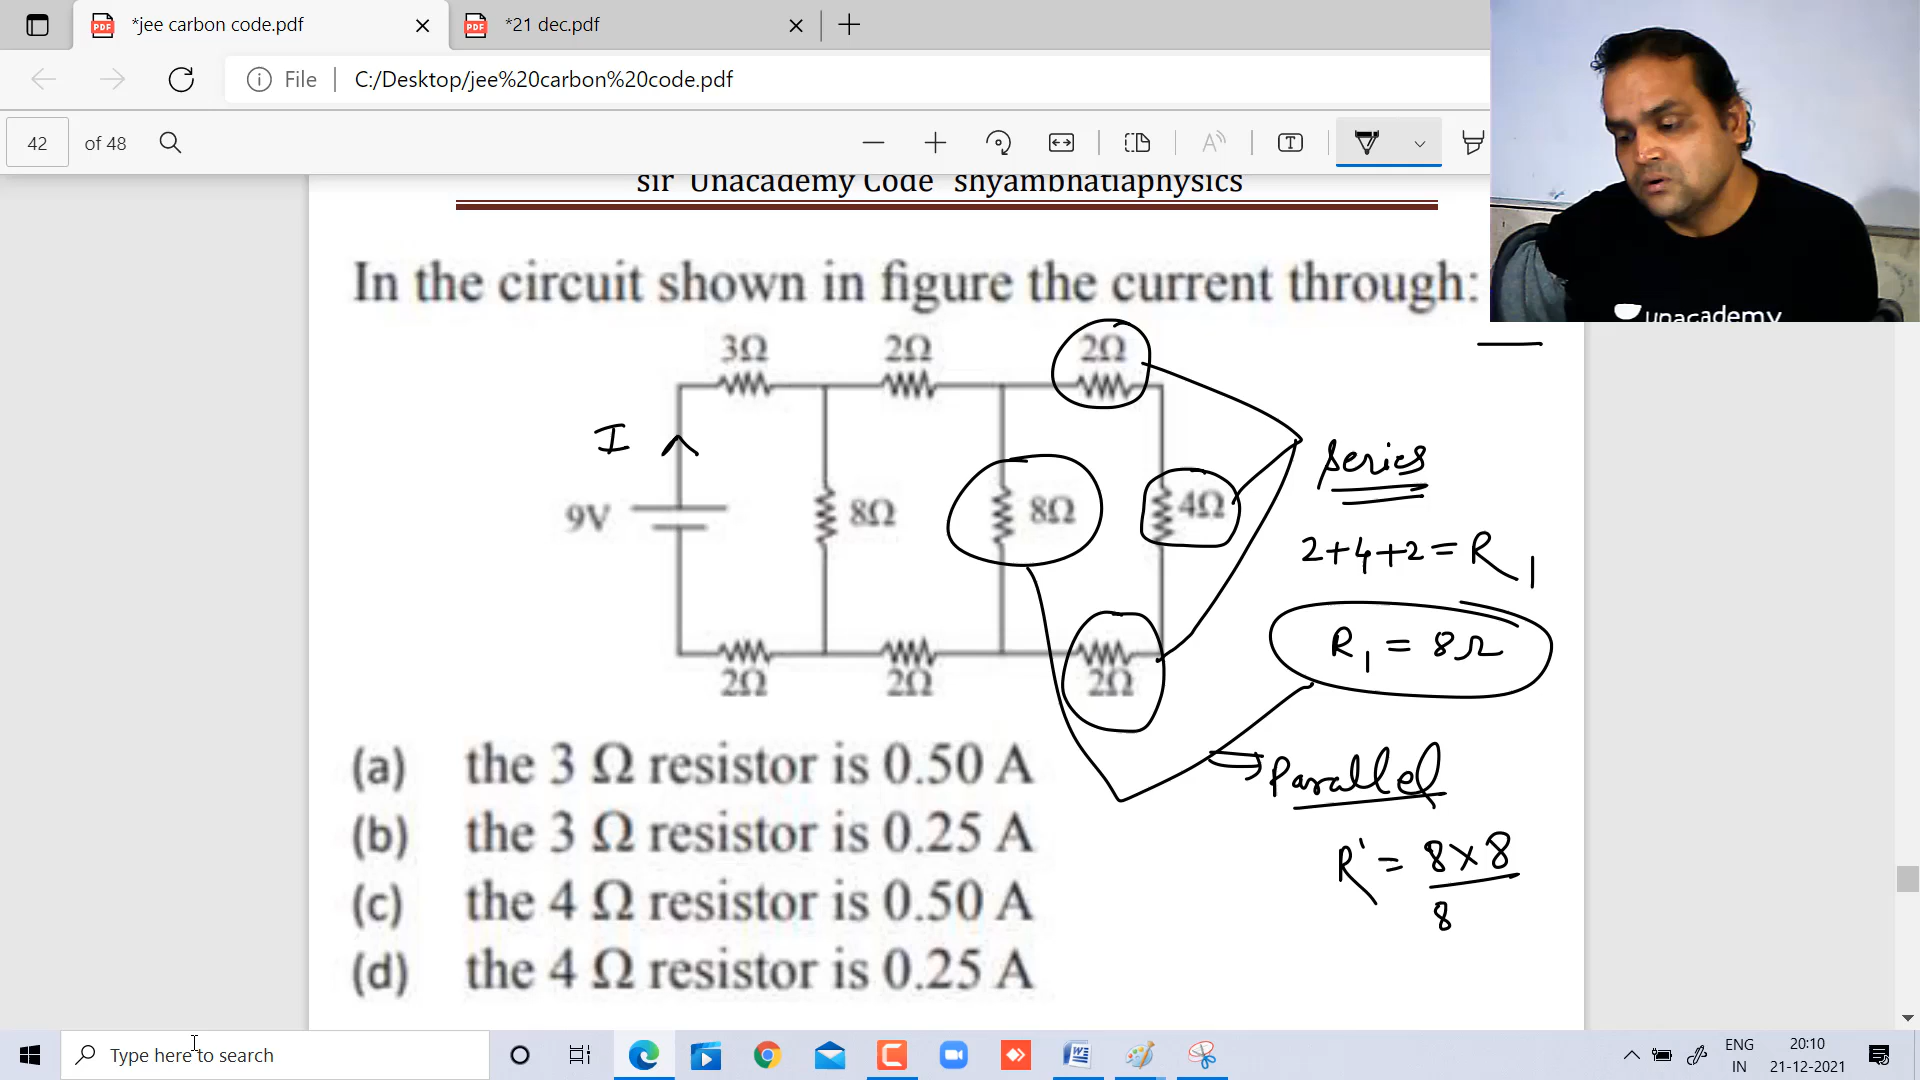 *jee carbon code.pdf
*21 dec.pdf
File
C:/Desktop/jee%20carbon%20code.pdf
42 of 48
sir Unacademy Code "shyambhatiaphysics
In the circuit shown in figure the current through:
unacademy
3Ω 2Ω 2Ω
I
9V 8Ω 8Ω 4Ω
2Ω 2Ω 2Ω
Series
2+4+2=R1
R1 = 8Ω
Parallel
R' = 8×8
8
(a) the 3 Ω resistor is 0.50 A
(b) the 3 Ω resistor is 0.25 A
(c) the 4 Ω resistor is 0.50 A
(d) the 4 Ω resistor is 0.25 A
Type here to search
ENG
IN
20:10
21-12-2021